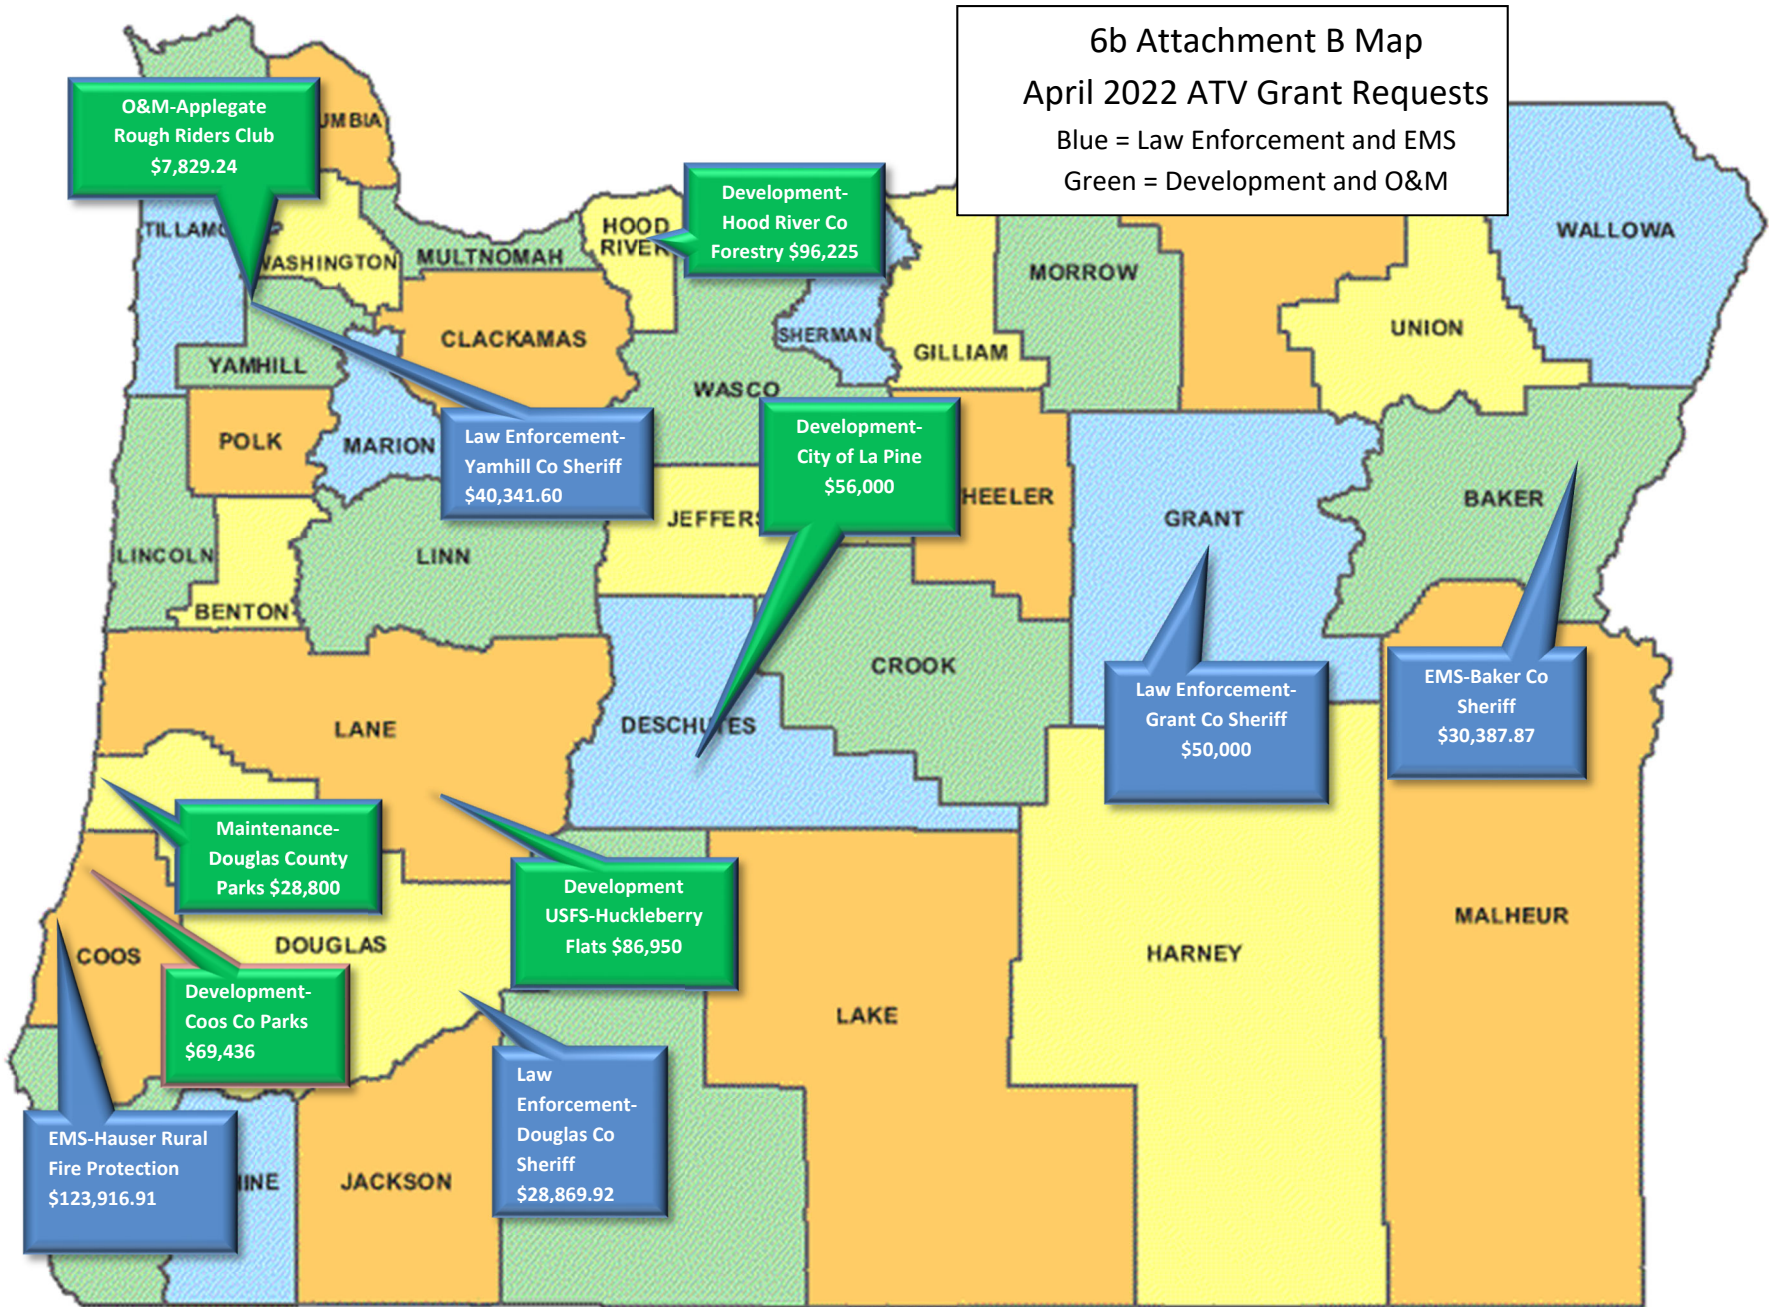 6b Attachment B Map
April 2022 ATV Grant Requests
Blue = Law Enforcement and EMS
Green = Development and O&M
O&M-Applegate
Rough Riders Club
$7,829.24
UMBIA
TILLAMO
WASHINGTON
MULTNOMAH
HOOD
RIVER
Development-
Hood River Co
Forestry $96,225
WALLOWA
MORROW
UNION
CLACKAMAS
SHERMAN
GILLIAM
YAMHILL
WASCO
POLK
MARION
Law Enforcement-
Yamhill Co Sheriff
$40,341.60
Development-
City of La Pine
$56,000
HEELER
JEFFERS
GRANT
BAKER
LINCOLN
LINN
BENTON
CROOK
LANE
DESCHUTES
Law Enforcement-
Grant Co Sheriff
$50,000
EMS-Baker Co
Sheriff
$30,387.87
Maintenance-
Douglas County
Parks $28,800
Development
USFS-Huckleberry
Flats $86,950
MALHEUR
COOS
DOUGLAS
HARNEY
Development-
Coos Co Parks
$69,436
LAKE
Law
Enforcement-
Douglas Co
Sheriff
$28,869.92
EMS-Hauser Rural
Fire Protection
$123,916.91
HINE
JACKSON